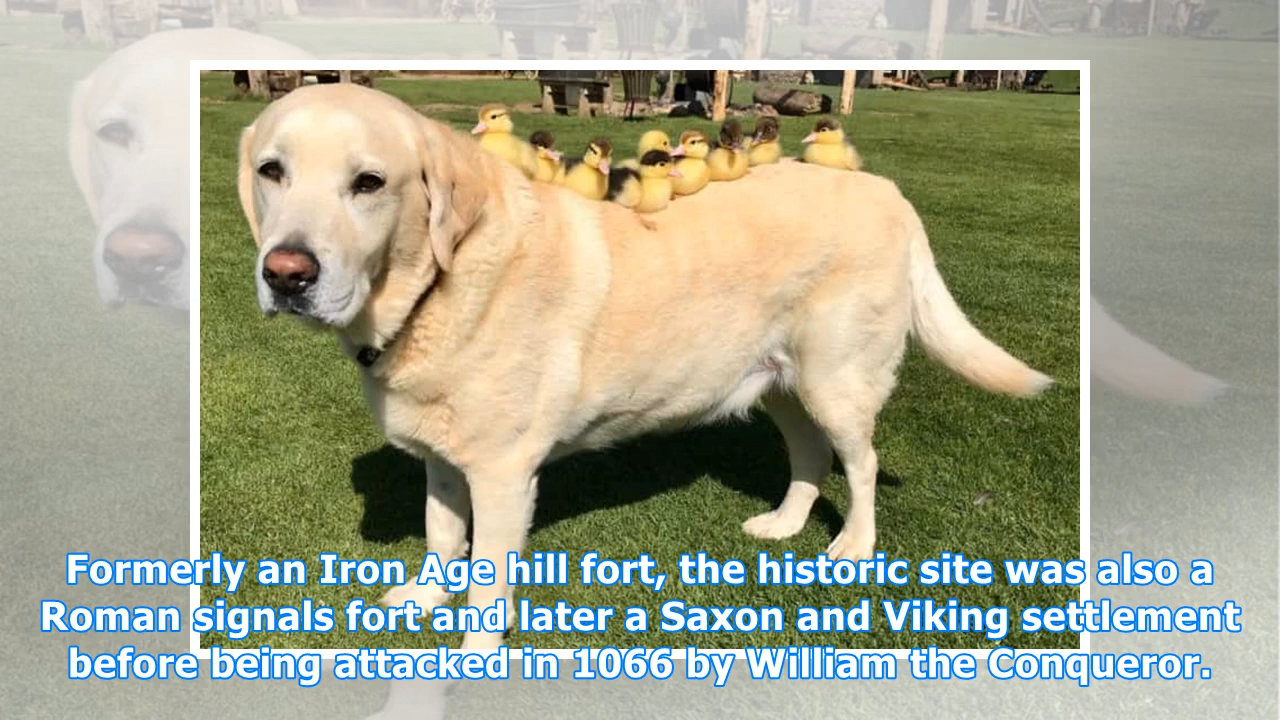 Formerly an Iron Age hill fort, the historic site was also a
Roman signals fort and later a Saxon and Viking settlement
before being attacked in 1066 by William the Conqueror.